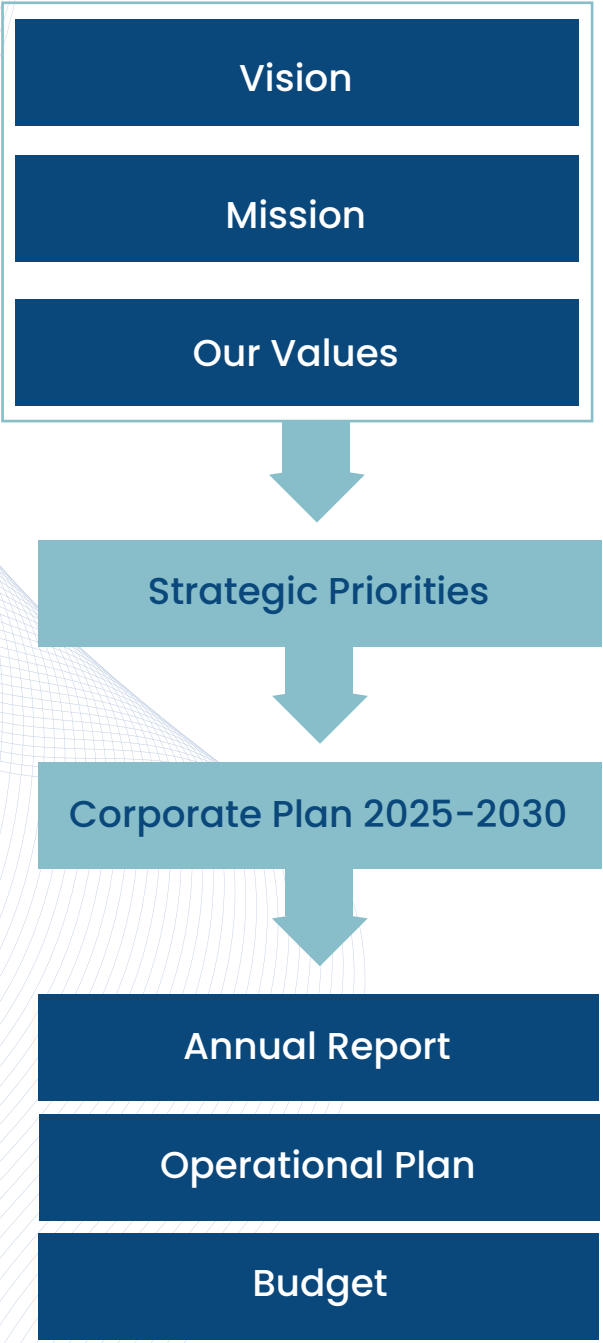 Vision
Mission
Our Values
Strategic Priorities
Corporate Plan 2025-2030
Annual Report
Operational Plan
Budget